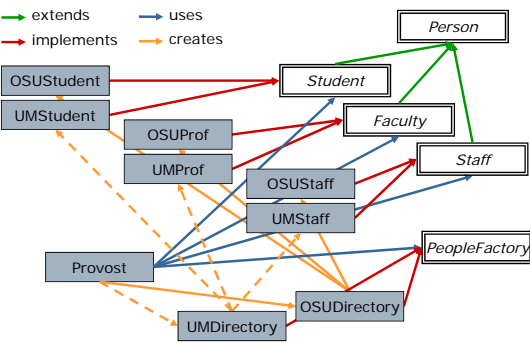 extends uses
implements creates
Person
OSUStudent
Student
UMStudent
OSUProf
Faculty
UMProf
Staff
OSUStaff
UMStaff
PeopleFactory
Provost
OSUDirectory
UMDirectory